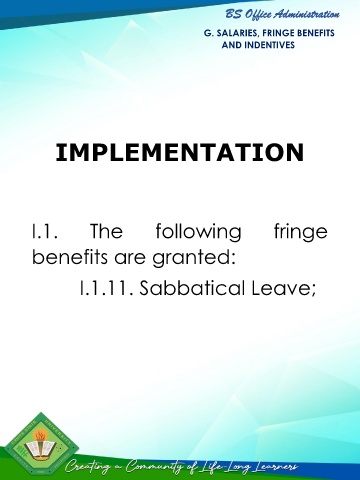 BS Office Administration
G. SALARIES, FRINGE BENEFITS
AND INDENTIVES
IMPLEMENTATION
I.1. The following fringe
benefits are granted:
I.1.11. Sabbatical Leave;
Creating a Community of Life-Long Learners